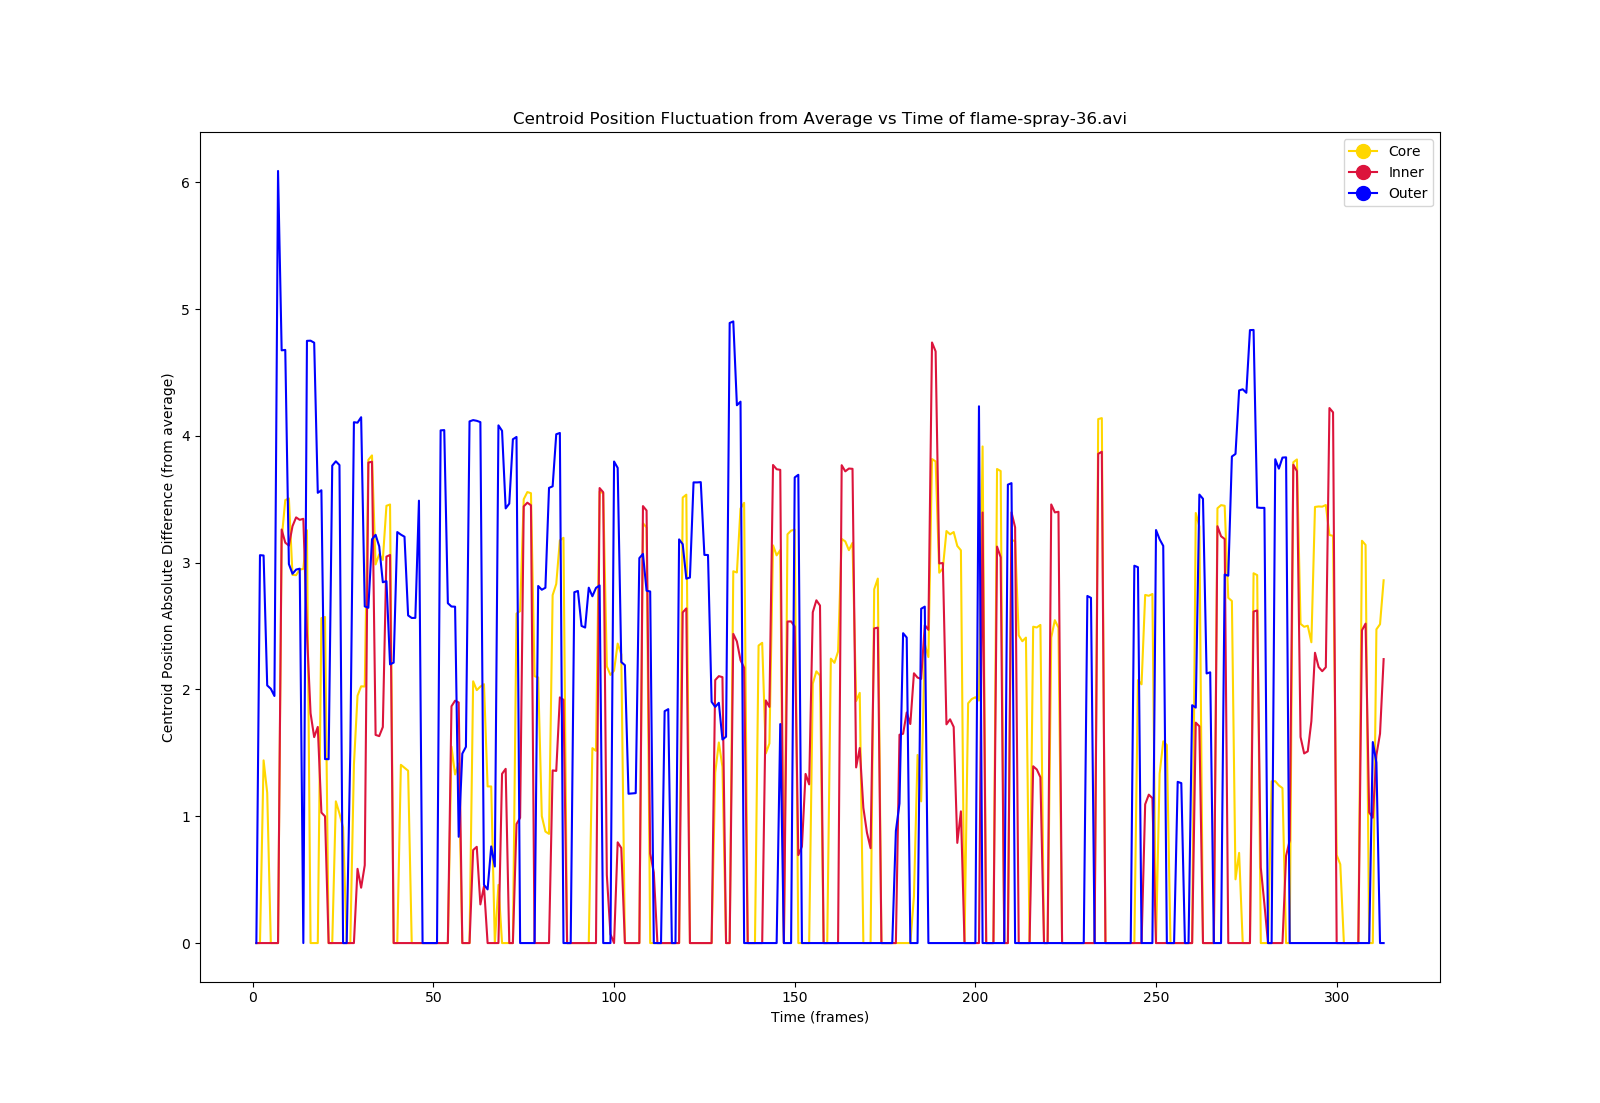 Centroid Position Fluctuation from Average vs Time of flame-spray-36.avi
Core
Inner
Outer
Centroid Position Absolute Difference (from average)
6
5
4
3
2
1
0
0 50 100 150 200 250 300
Time (frames)